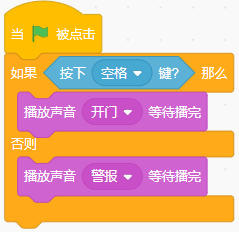 当 被点击
如果 按下 空格 键? 那么
播放声音 开门 等待播完
否则
播放声音 警报 等待播完